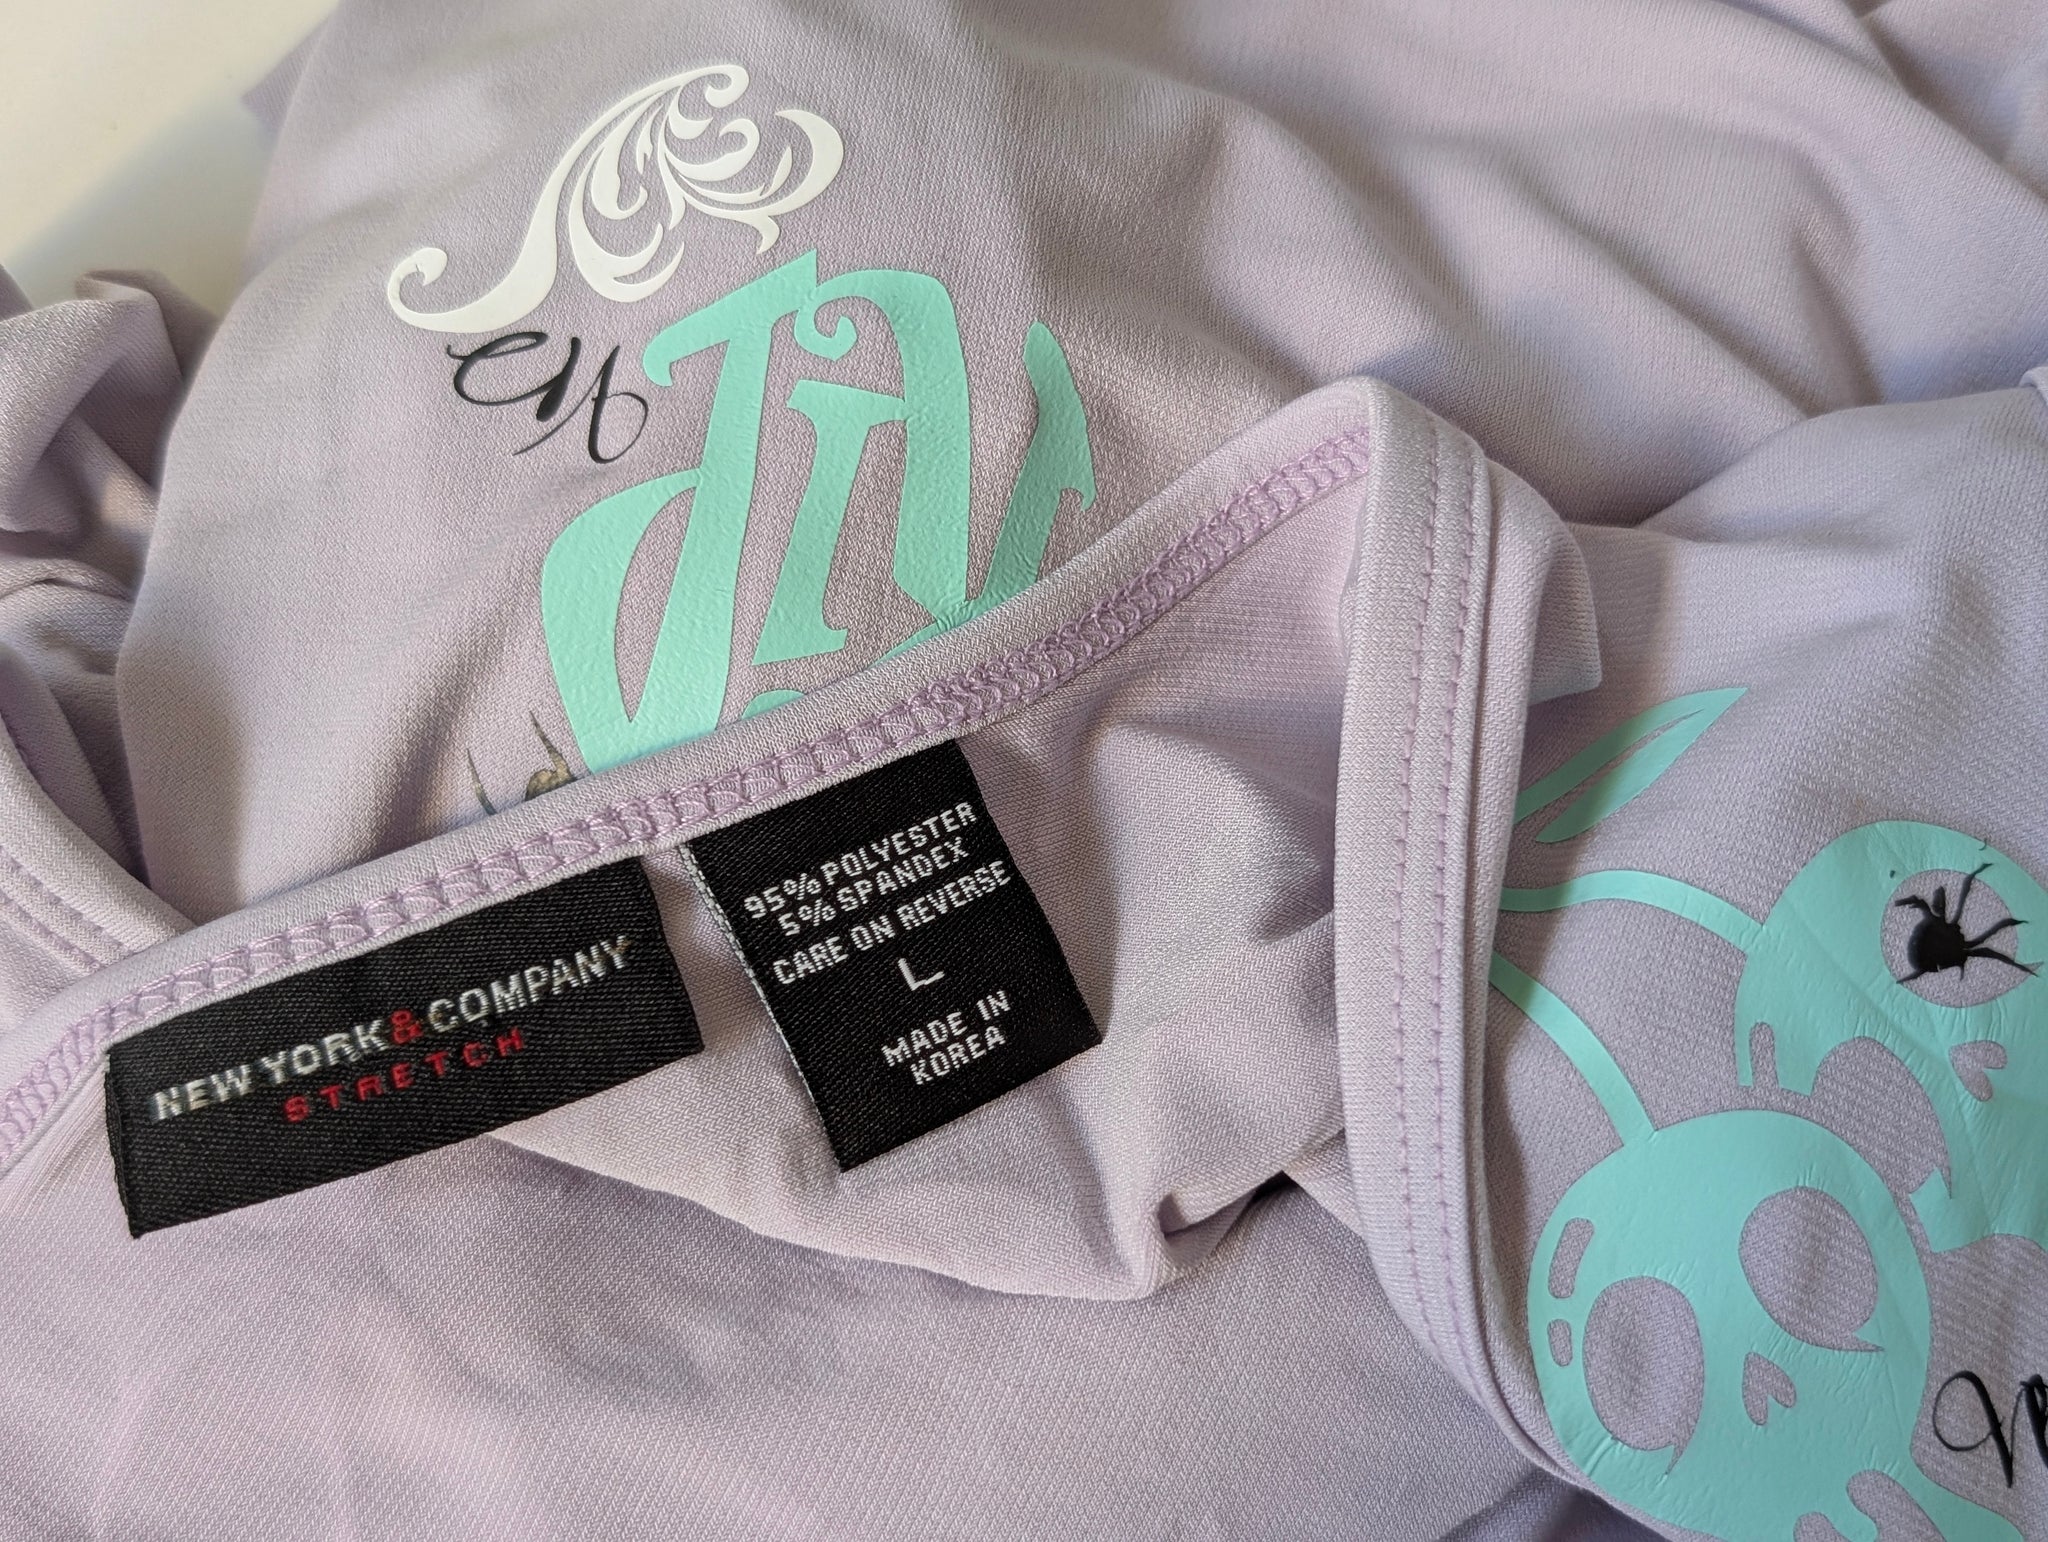 NEW YORK & COMPANY
STRETCH
95% POLYESTER
5% SPANDEX
CARE ON REVERSE
L
MADE IN
KOREA